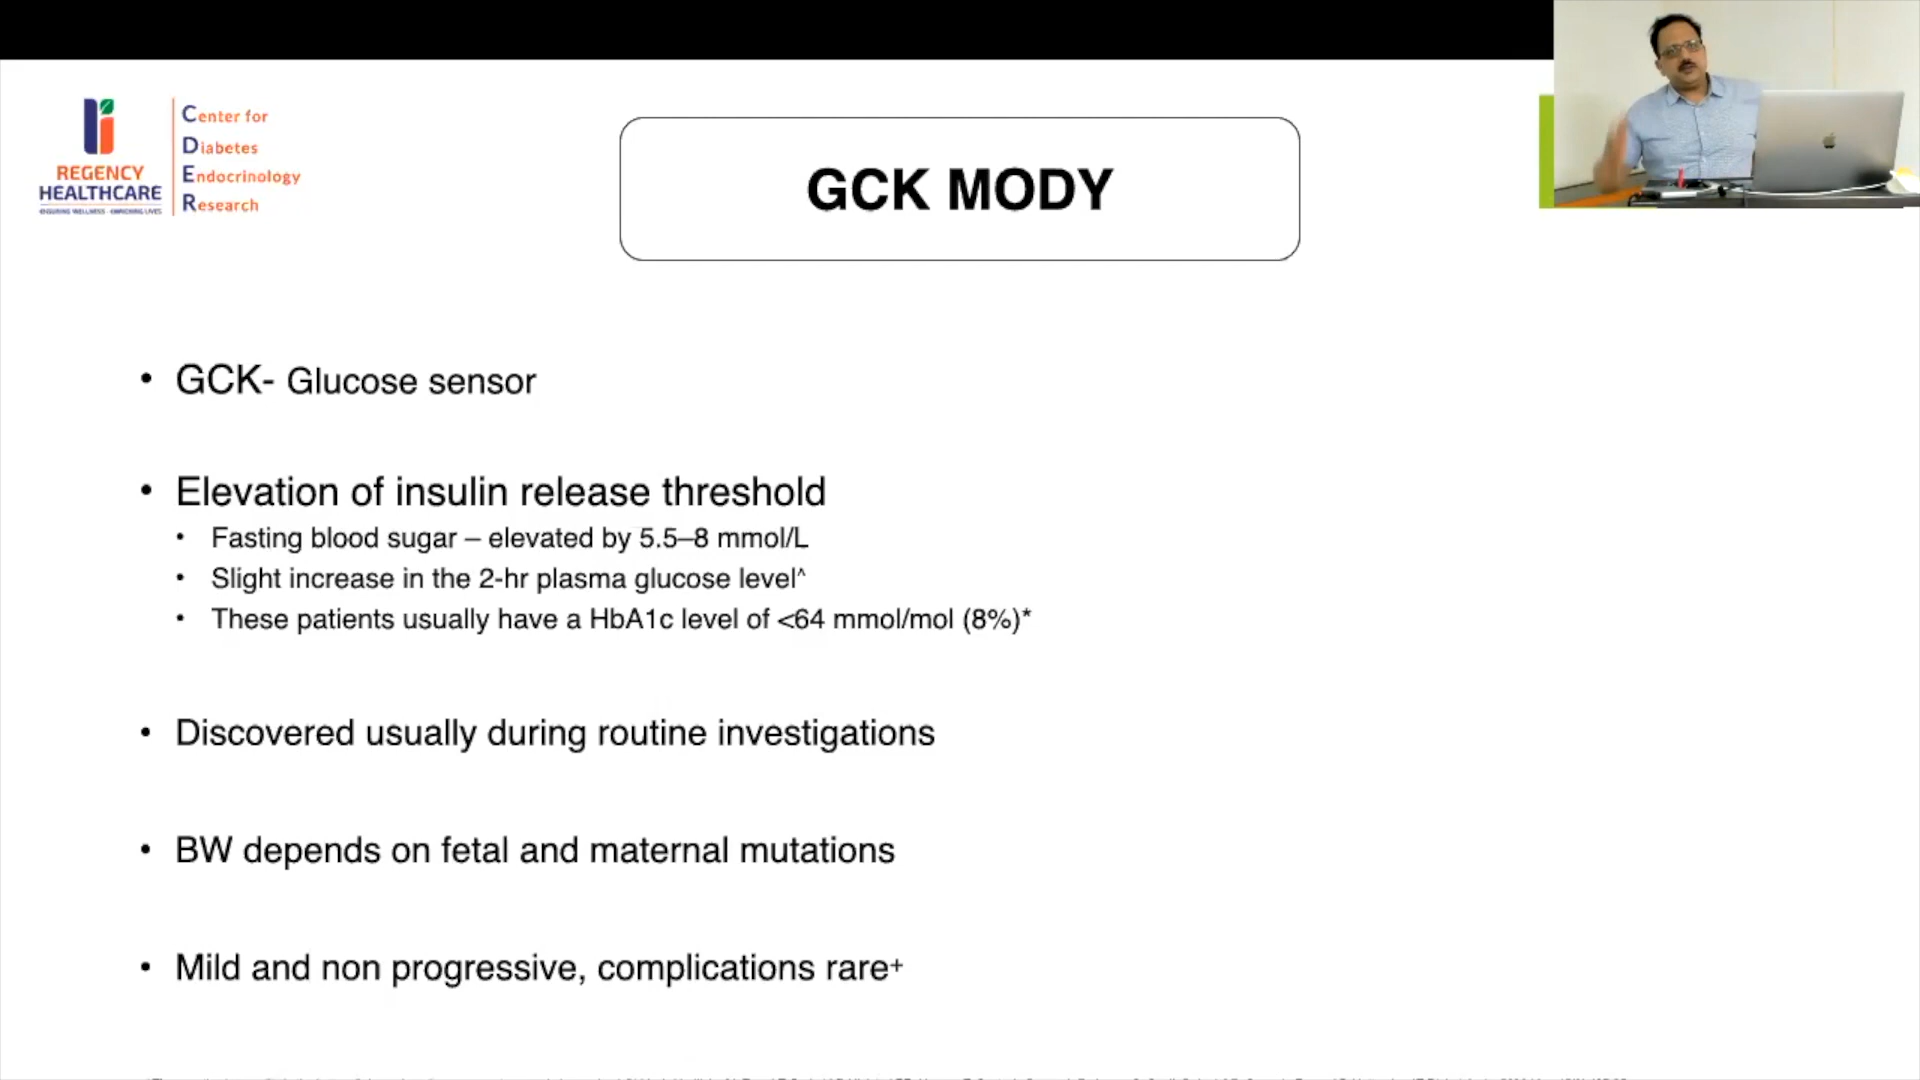 REGENCY
HEALTHCARE
Center for
Diabetes
Endocrinology
Research
GCK MODY
• GCK- Glucose sensor
• Elevation of insulin release threshold
• Fasting blood sugar – elevated by 5.5–8 mmol/L
• Slight increase in the 2-hr plasma glucose level^
• These patients usually have a HbA1c level of <64 mmol/mol (8%)*
• Discovered usually during routine investigations
• BW depends on fetal and maternal mutations
• Mild and non progressive, complications rare+